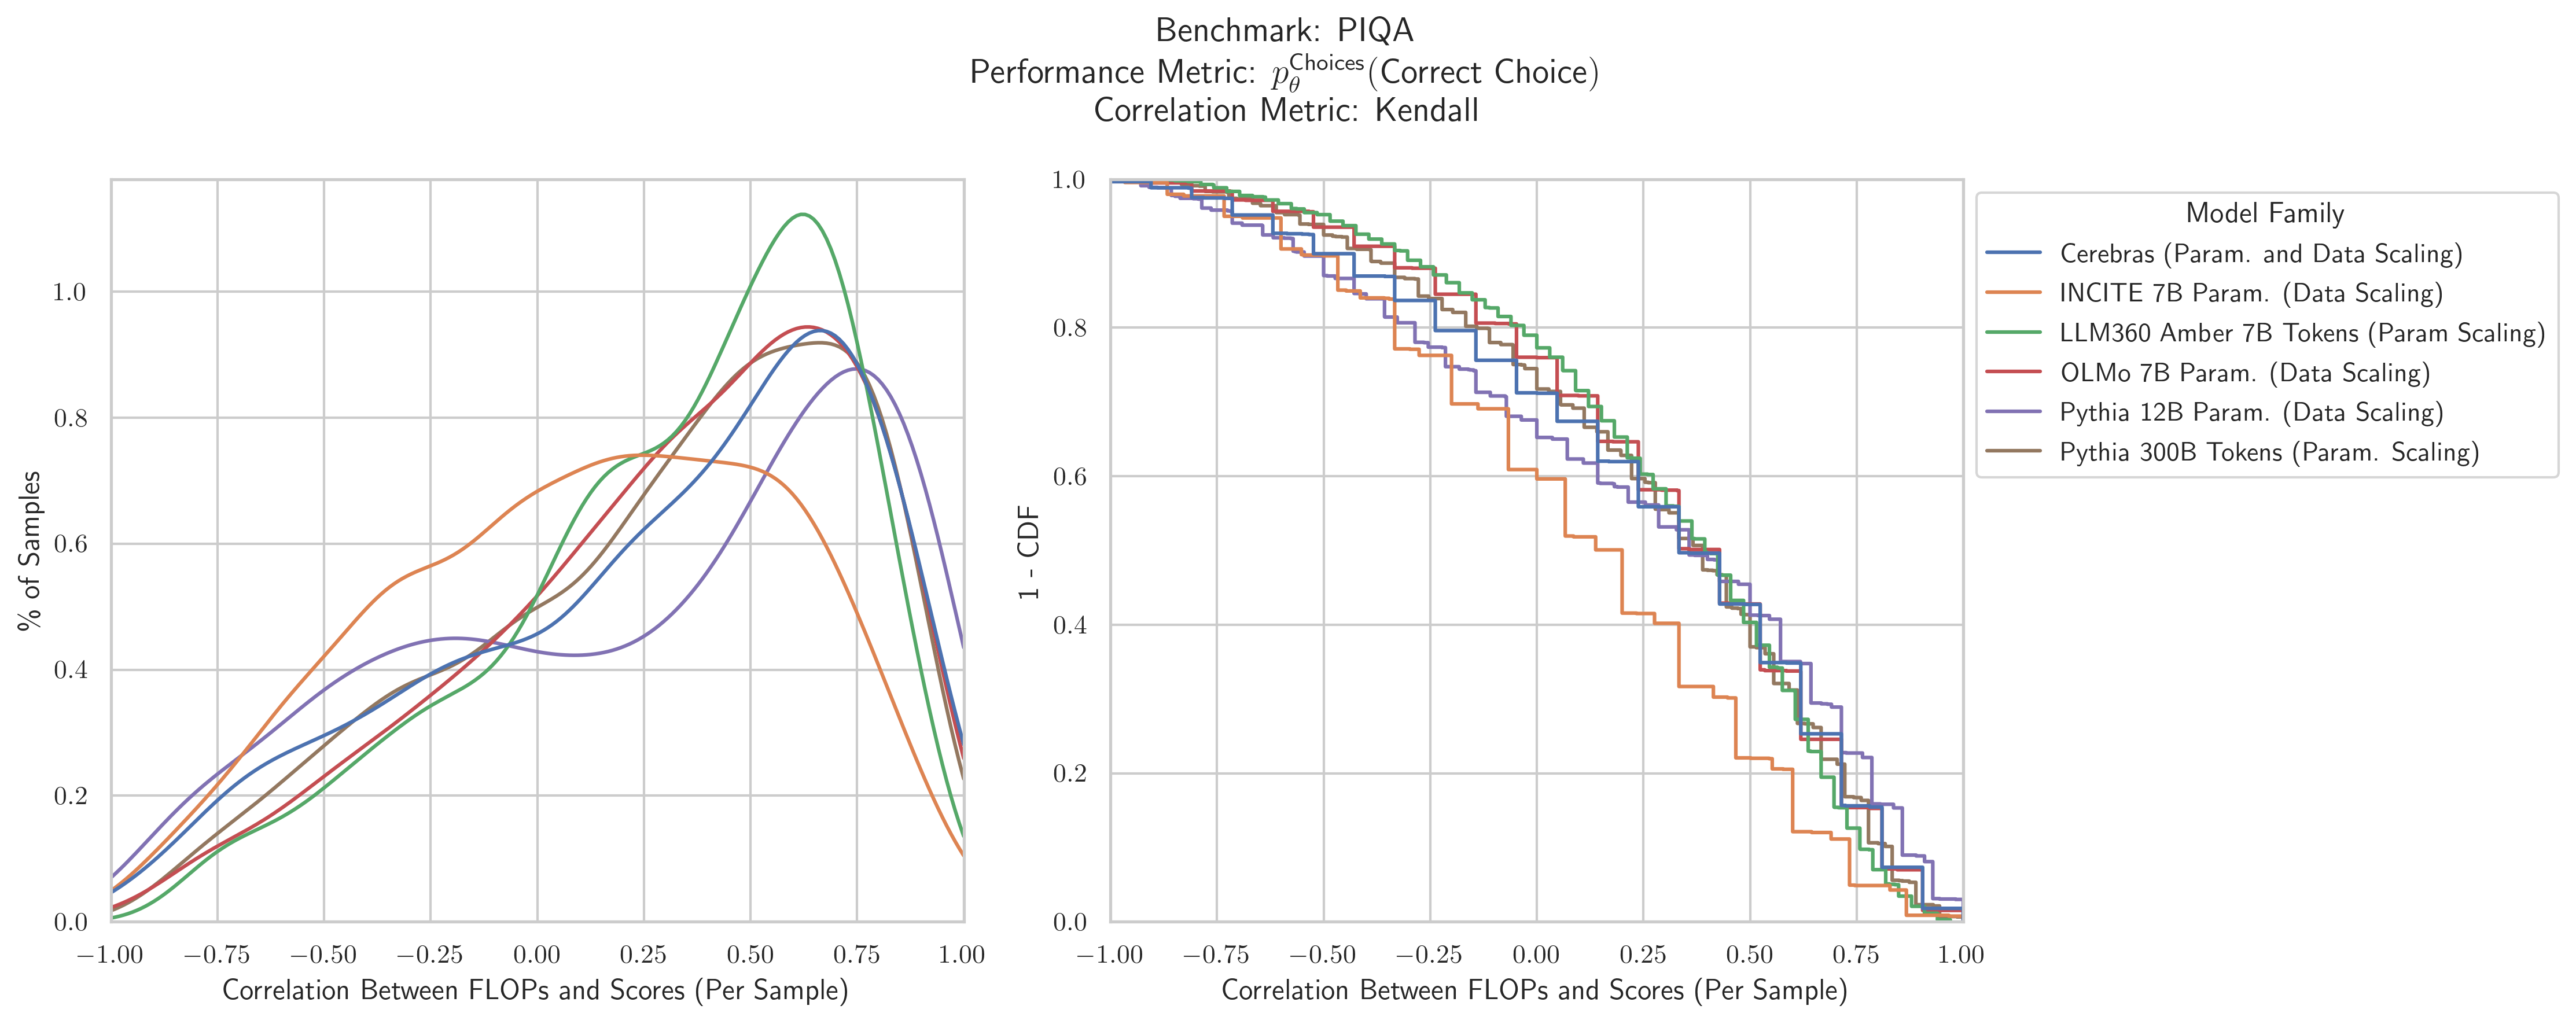 Benchmark: PIQA
Performance Metric: $p_{\theta}^{\text{Choices}}$(Correct Choice)
Correlation Metric: Kendall
% of Samples
1.0
0.8
0.6
0.4
0.2
0.0
−1.00 −0.75 −0.50 −0.25 0.00 0.25 0.50 0.75 1.00
Correlation Between FLOPs and Scores (Per Sample)
1 - CDF
1.0
0.8
0.6
0.4
0.2
0.0
−1.00 −0.75 −0.50 −0.25 0.00 0.25 0.50 0.75 1.00
Correlation Between FLOPs and Scores (Per Sample)
Model Family
Cerebras (Param. and Data Scaling)
INCITE 7B Param. (Data Scaling)
LLM360 Amber 7B Tokens (Param Scaling)
OLMo 7B Param. (Data Scaling)
Pythia 12B Param. (Data Scaling)
Pythia 300B Tokens (Param. Scaling)